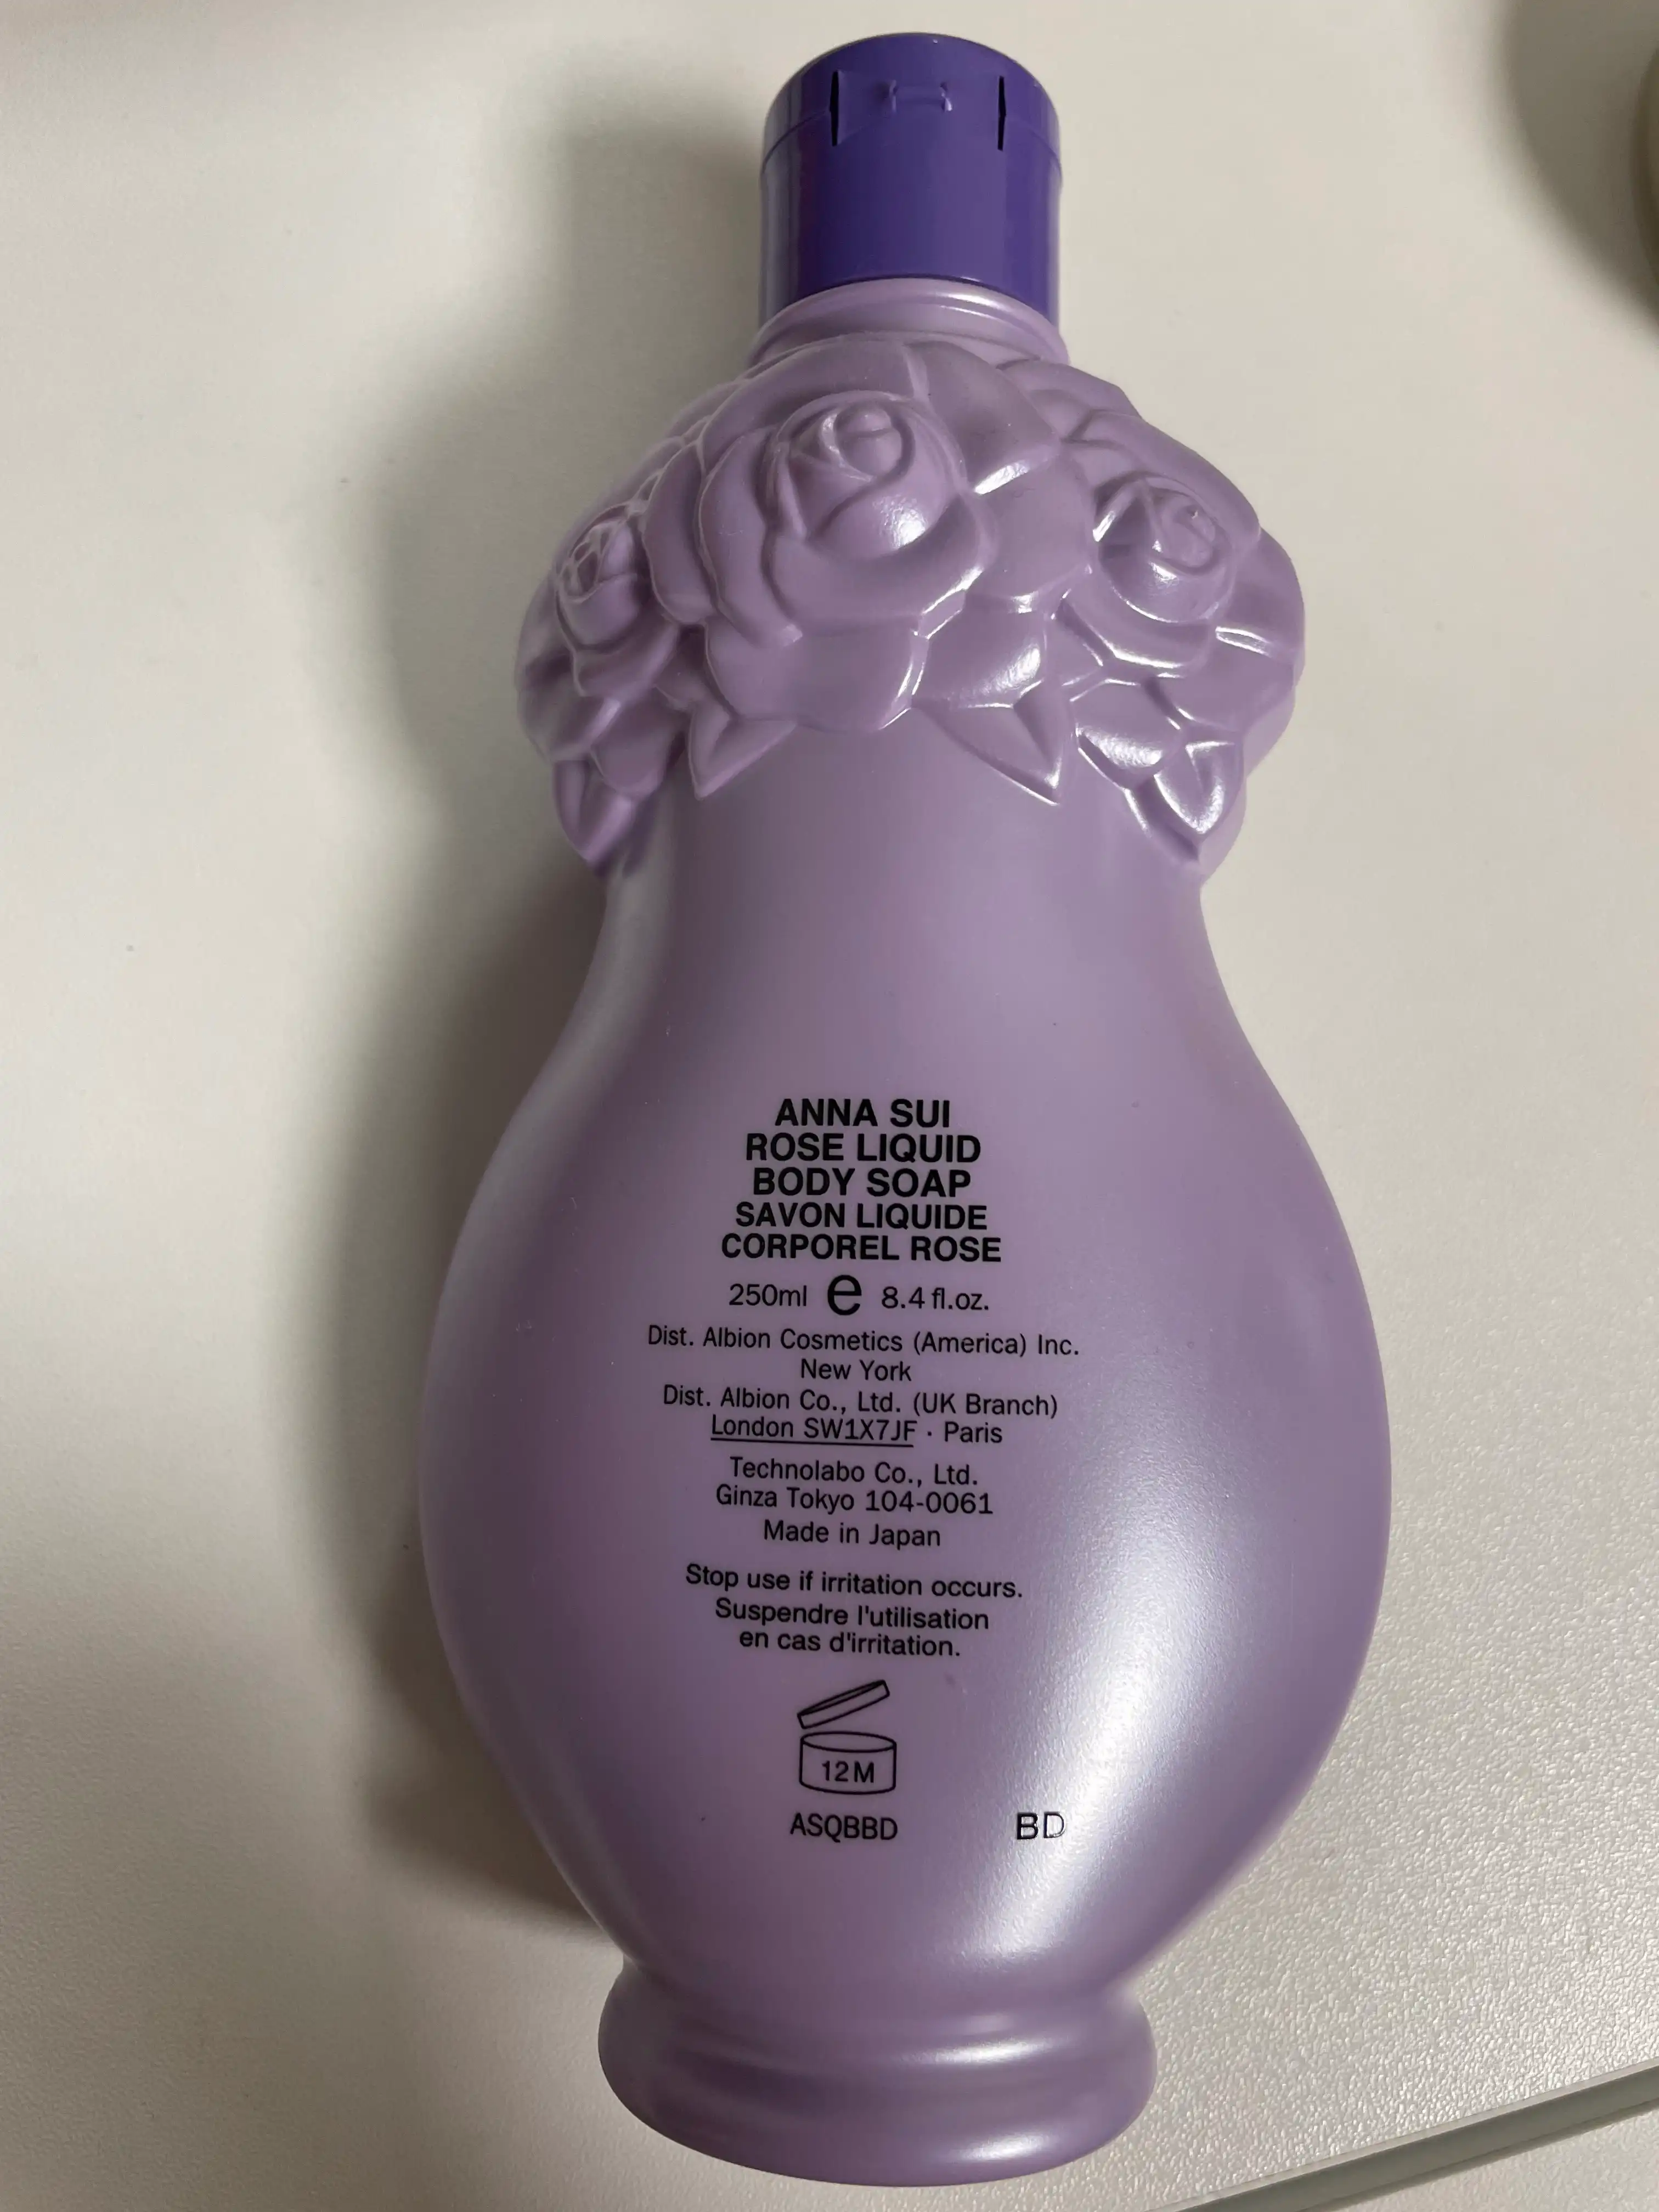 ANNA SUI
ROSE LIQUID
BODY SOAP
SAVON LIQUIDE
CORPOREL ROSE
250ml e 8.4 fl.oz.
Dist. Albion Cosmetics (America) Inc.
New York
Dist. Albion Co., Ltd. (UK Branch)
London SW1X7JF · Paris
Technolabo Co., Ltd.
Ginza Tokyo 104-0061
Made in Japan
Stop use if irritation occurs.
Suspendre l'utilisation
en cas d'irritation.
12M
ASQBBD BD